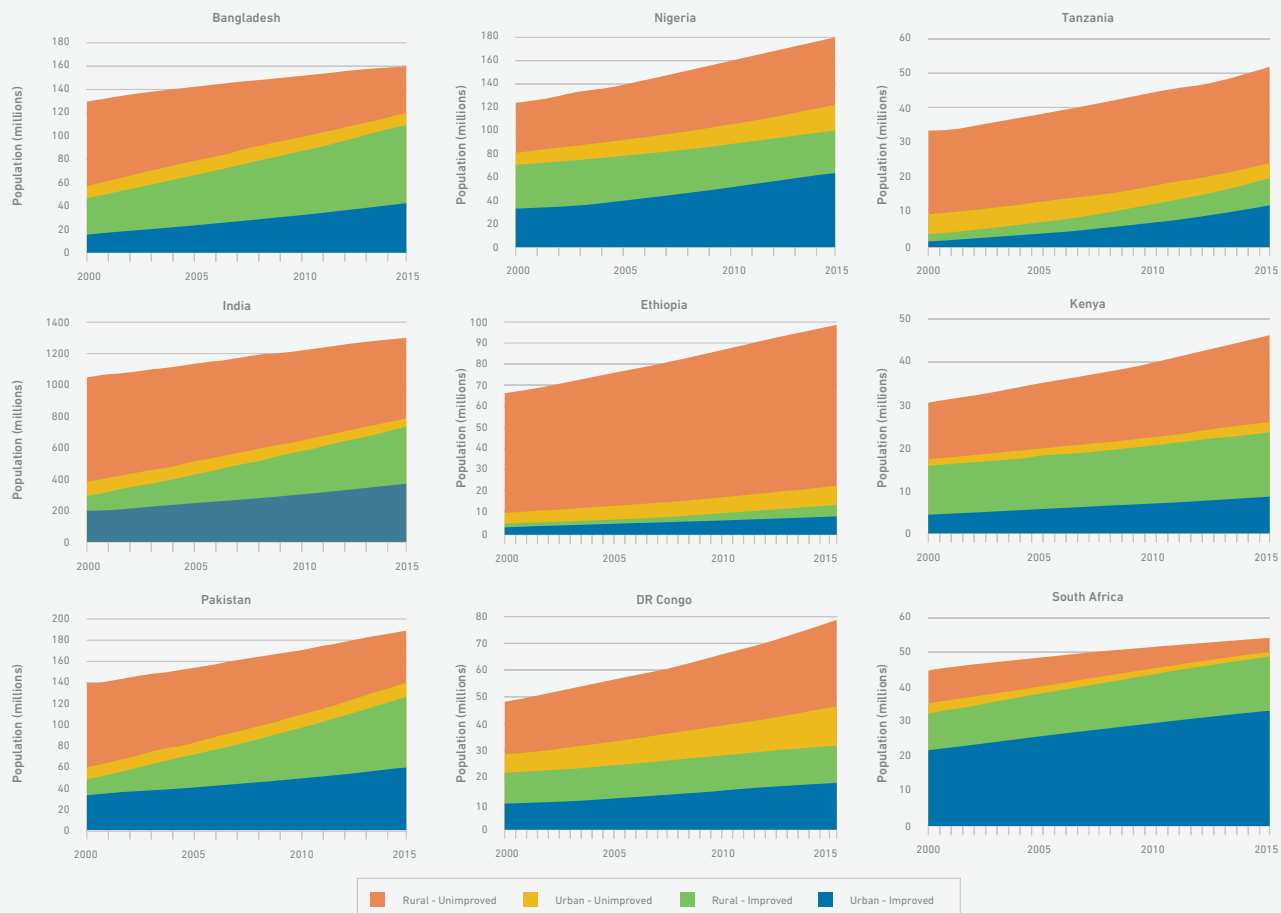 Bangladesh
Population (millions)
180
160
140
120
100
80
60
40
20
0
2000 2005 2010 2015
Nigeria
Population (millions)
180
160
140
120
100
80
60
40
20
0
2000 2005 2010 2015
Tanzania
Population (millions)
60
50
40
30
20
10
0
2000 2005 2010 2015
India
Population (millions)
1400
1200
1000
800
600
400
200
0
2000 2005 2010 2015
Ethiopia
Population (millions)
100
90
80
70
60
50
40
30
20
10
0
2000 2005 2010 2015
Kenya
Population (millions)
50
40
30
20
10
0
2000 2005 2010 2015
Pakistan
Population (millions)
200
180
160
140
120
100
80
60
40
20
0
2000 2005 2010 2015
DR Congo
Population (millions)
80
70
60
50
40
30
20
10
0
2000 2005 2010 2015
South Africa
Population (millions)
60
50
40
30
20
10
0
2000 2005 2010 2015
Rural - Unimproved Urban - Unimproved Rural - Improved Urban - Improved